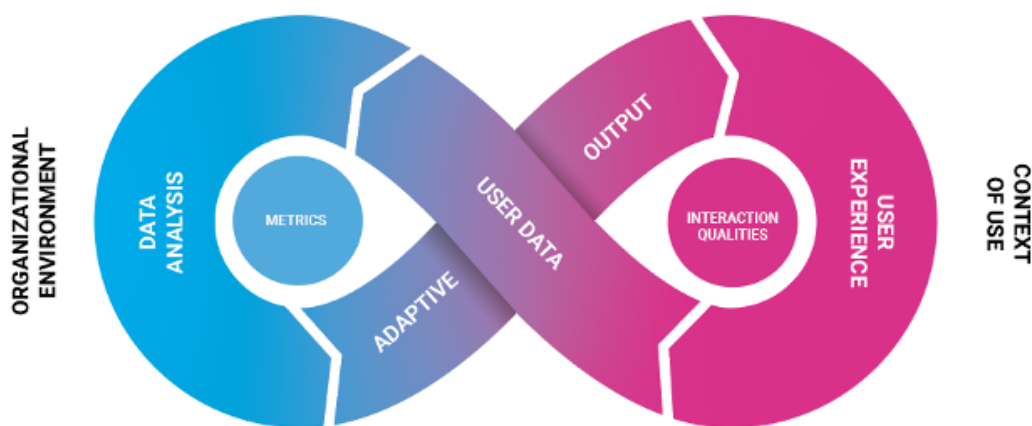 ORGANIZATIONAL
ENVIRONMENT
DATA
ANALYSIS
METRICS
ADAPTIVE
USER DATA
OUTPUT
INTERACTION
QUALITIES
USER
EXPERIENCE
CONTEXT
OF USE